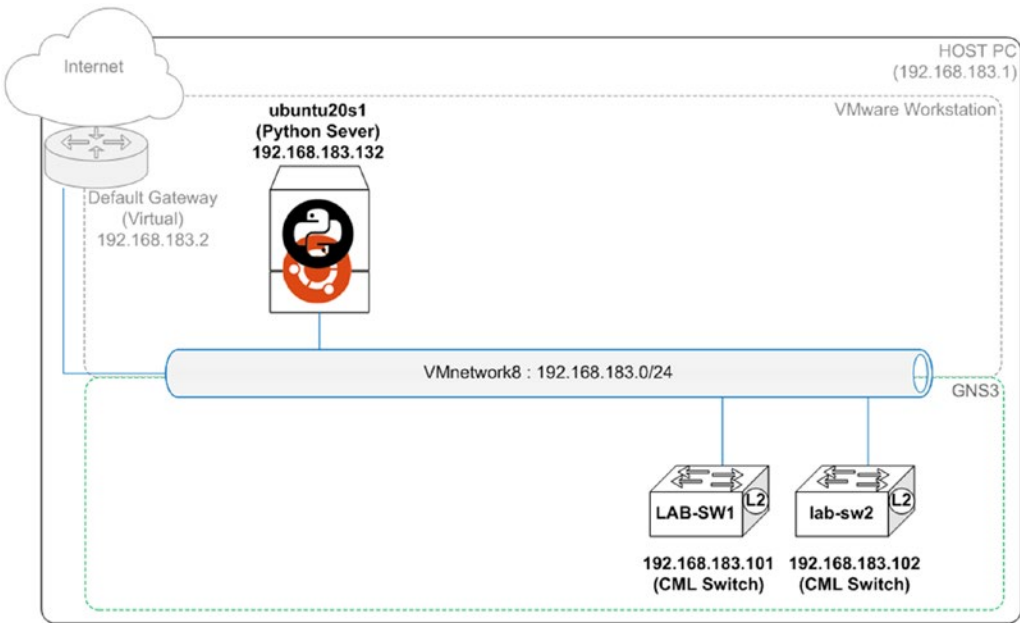 Internet
HOST PC
(192.168.183.1)
VMware Workstation
ubuntu20s1
(Python Sever)
192.168.183.132
Default Gateway
(Virtual)
192.168.183.2
VMnetwork8 : 192.168.183.0/24
GNS3
LAB-SW1
L2
lab-sw2
L2
192.168.183.101
(CML Switch)
192.168.183.102
(CML Switch)